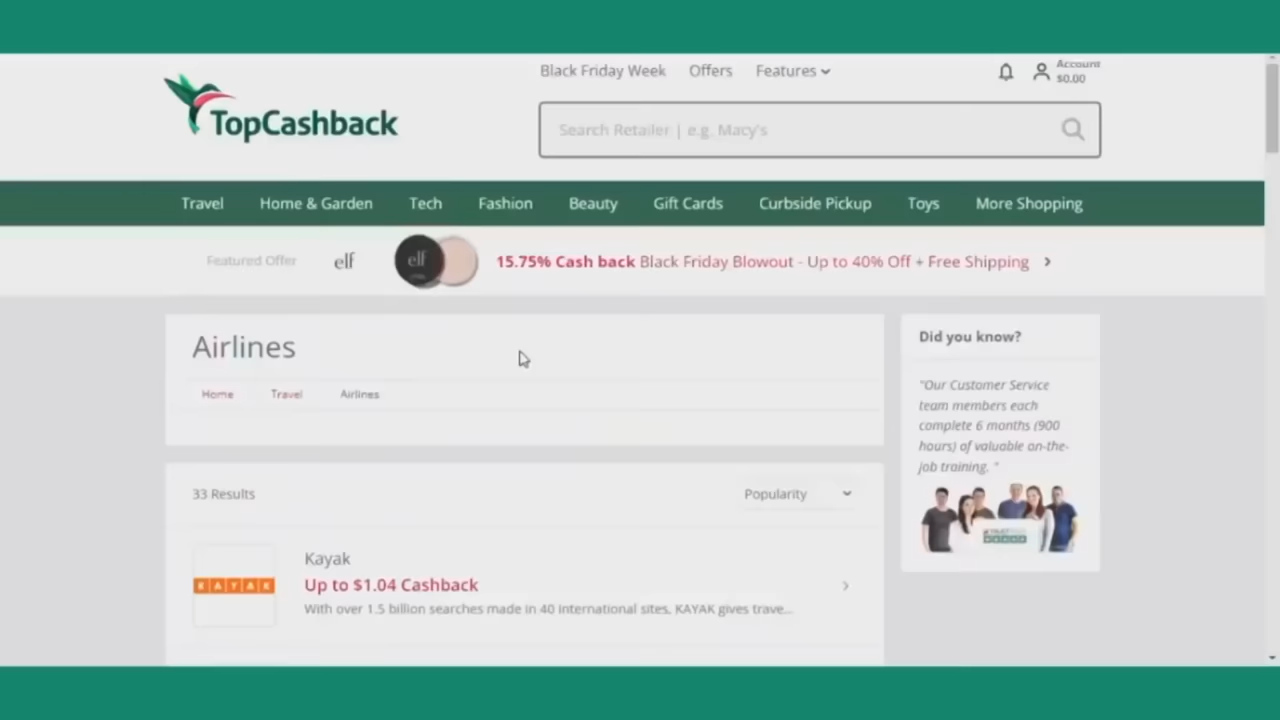 Black Friday Week Offers Features
Account
$0.00
TopCashback
Search Retailer | e.g. Macy's
Travel Home & Garden Tech Fashion Beauty Gift Cards Curbside Pickup Toys More Shopping
Featured Offer elf elf 15.75% Cash back Black Friday Blowout - Up to 40% Off + Free Shipping
Airlines
Home Travel Airlines
Did you know?
"Our Customer Service
team members each
complete 6 months (900
hours) of valuable on-the-
job training. "
33 Results Popularity
Kayak
KAYAK
Up to $1.04 Cashback
With over 1.5 billion searches made in 40 international sites, KAYAK gives trave...